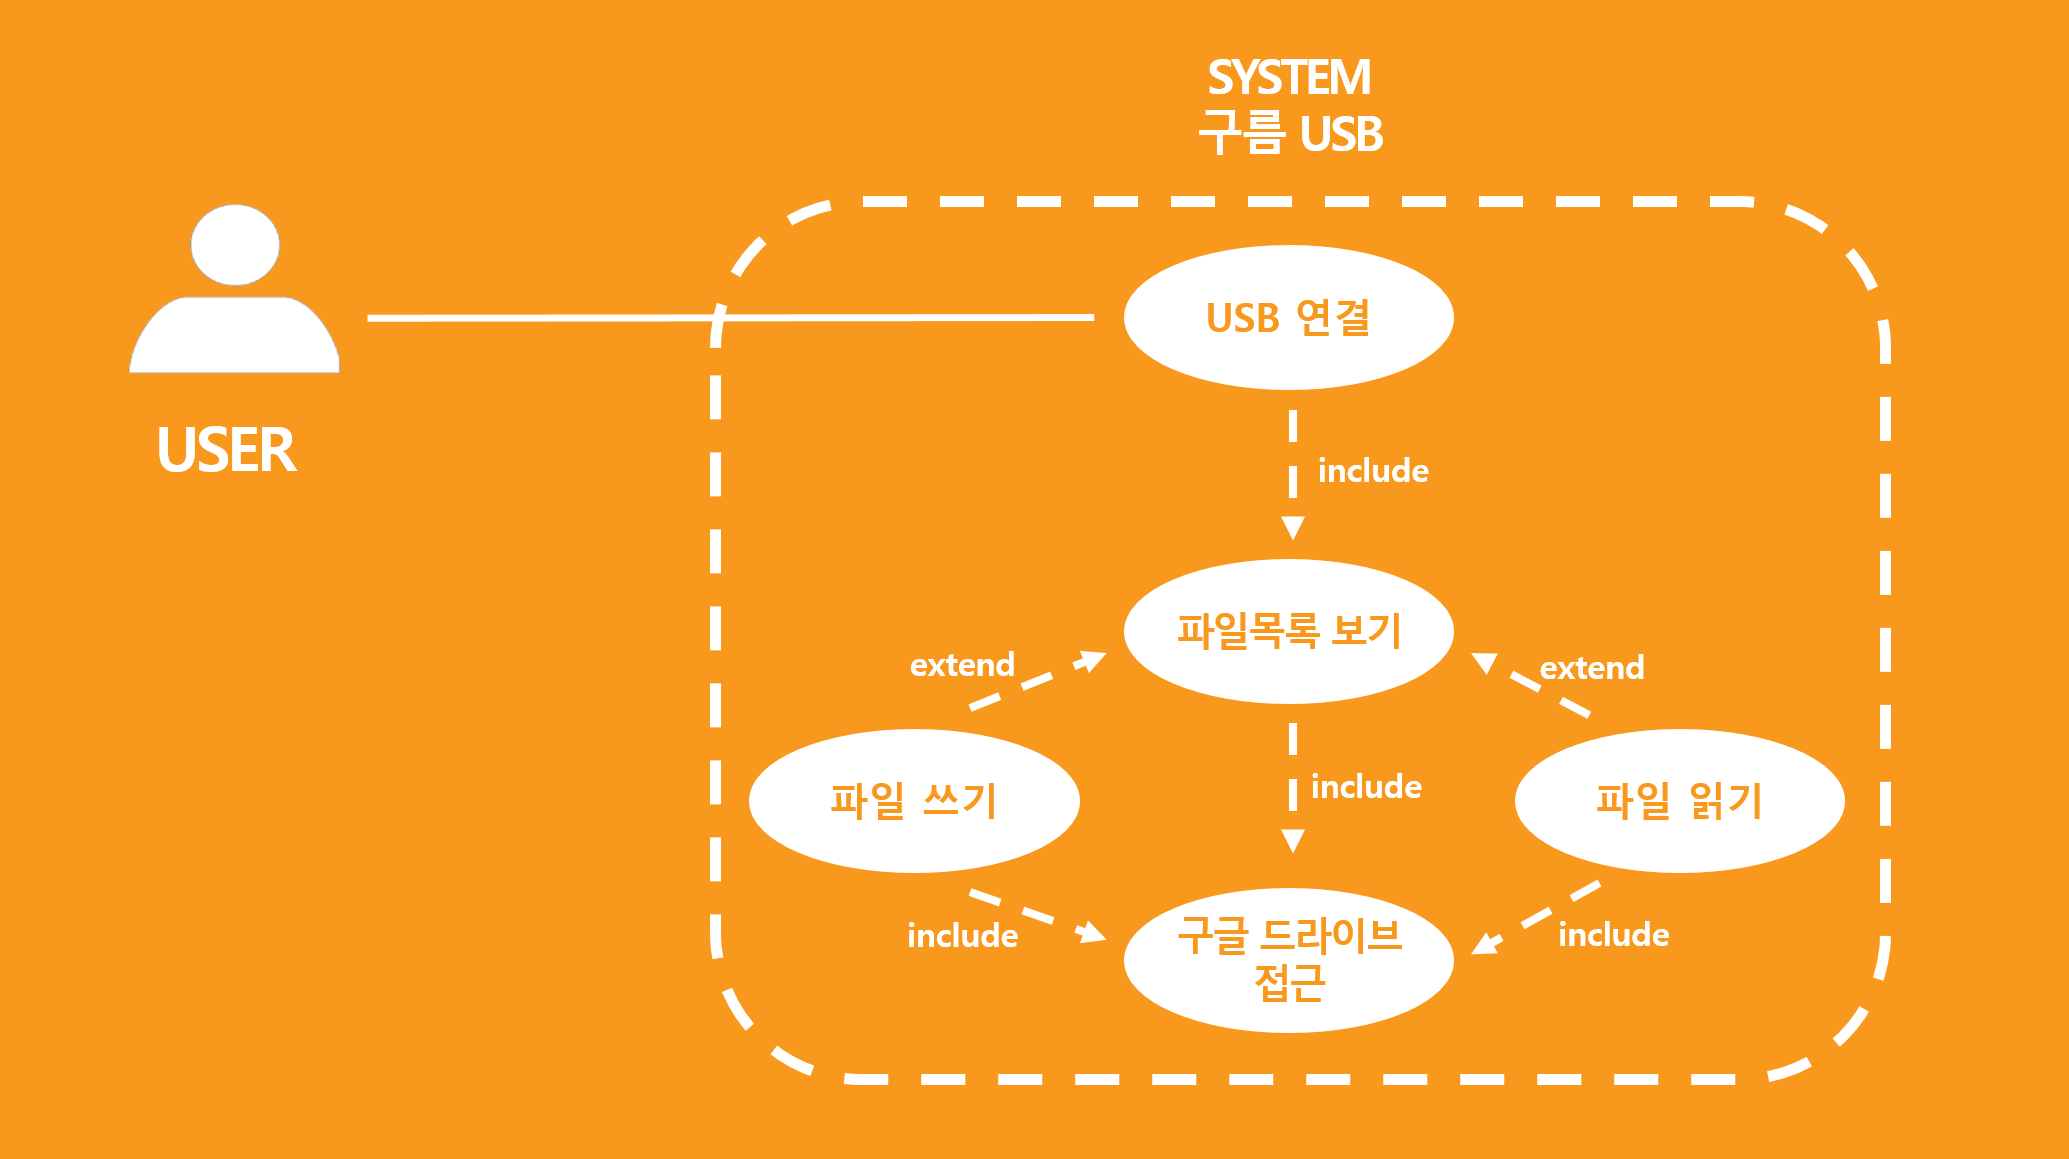 SYSTEM
구름 USB
USER
USB 연결
include
파일목록 보기
extend
extend
파일 쓰기
include
파일 읽기
include
구글 드라이브
접근
include